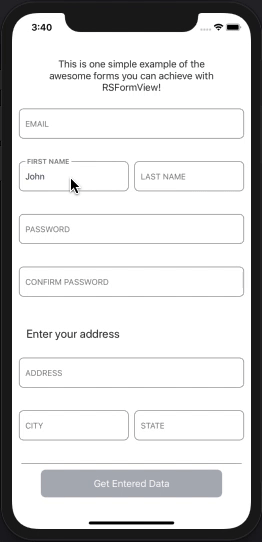 3:40
This is one simple example of the
awesome forms you can achieve with
RSFormView!
EMAIL
FIRST NAME
John
LAST NAME
PASSWORD
CONFIRM PASSWORD
Enter your address
ADDRESS
CITY
STATE
Get Entered Data